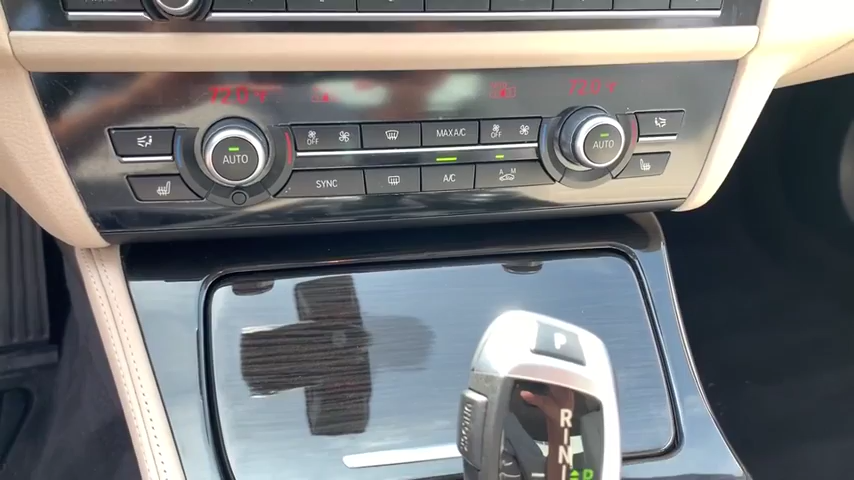 72.0 °F 72.0 °F
OFF MAX A/C OFF
AUTO AUTO
SYNC A/C A M
P
R
N
D